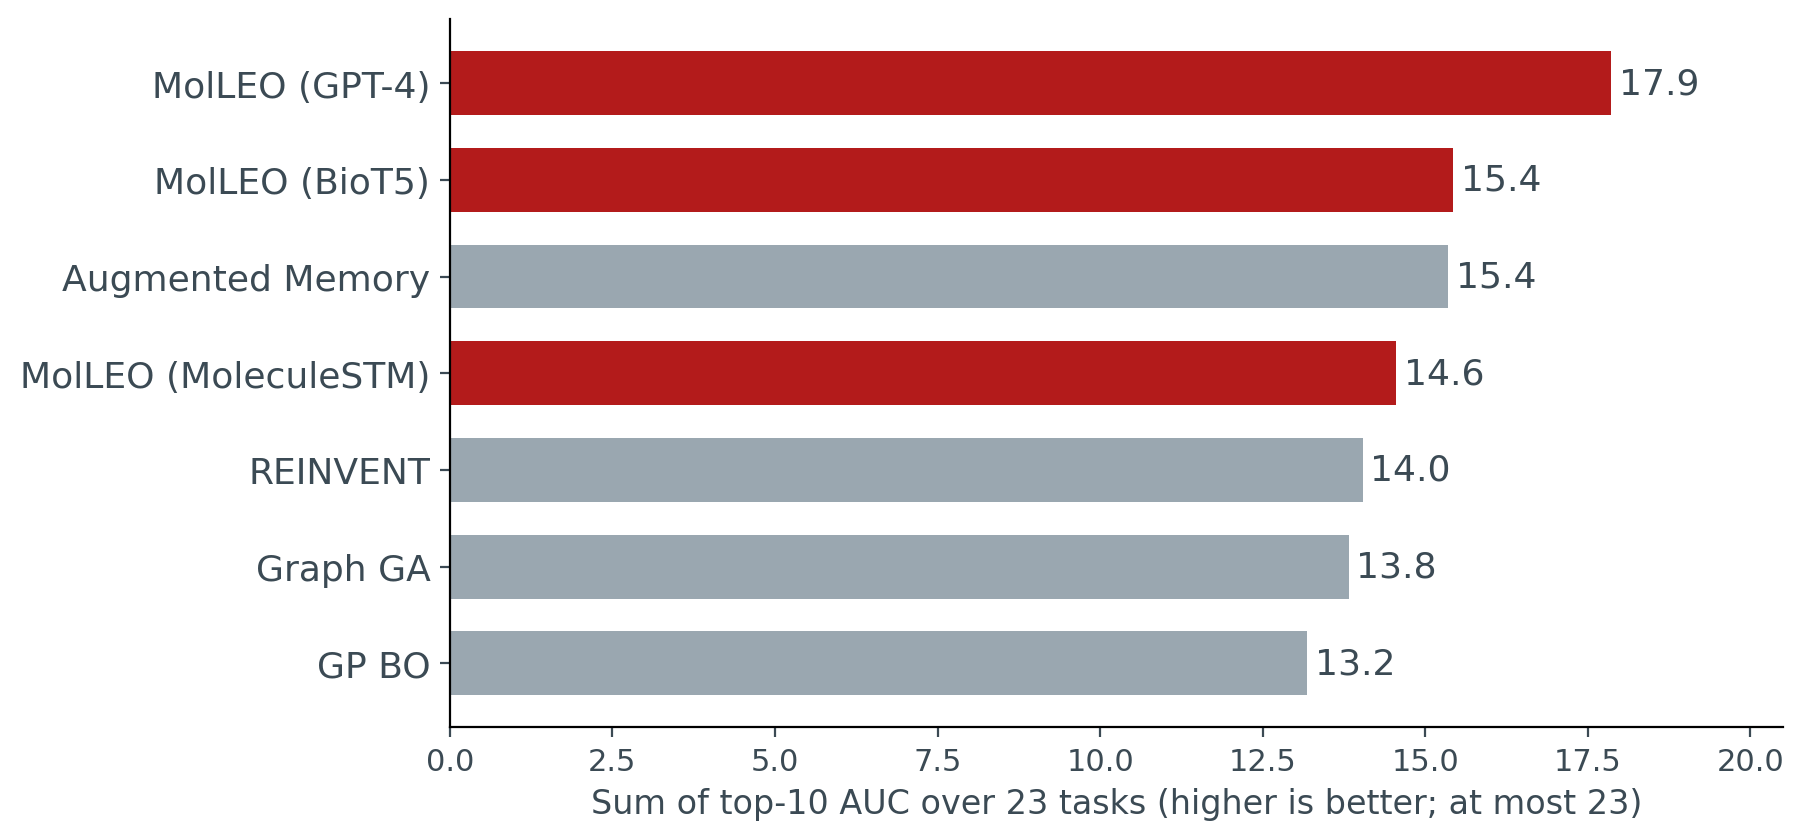 MolLEO (GPT-4) 17.9
MolLEO (BioT5) 15.4
Augmented Memory 15.4
MolLEO (MoleculeSTM) 14.6
REINVENT 14.0
Graph GA 13.8
GP BO 13.2
0.0 2.5 5.0 7.5 10.0 12.5 15.0 17.5 20.0
Sum of top-10 AUC over 23 tasks (higher is better; at most 23)